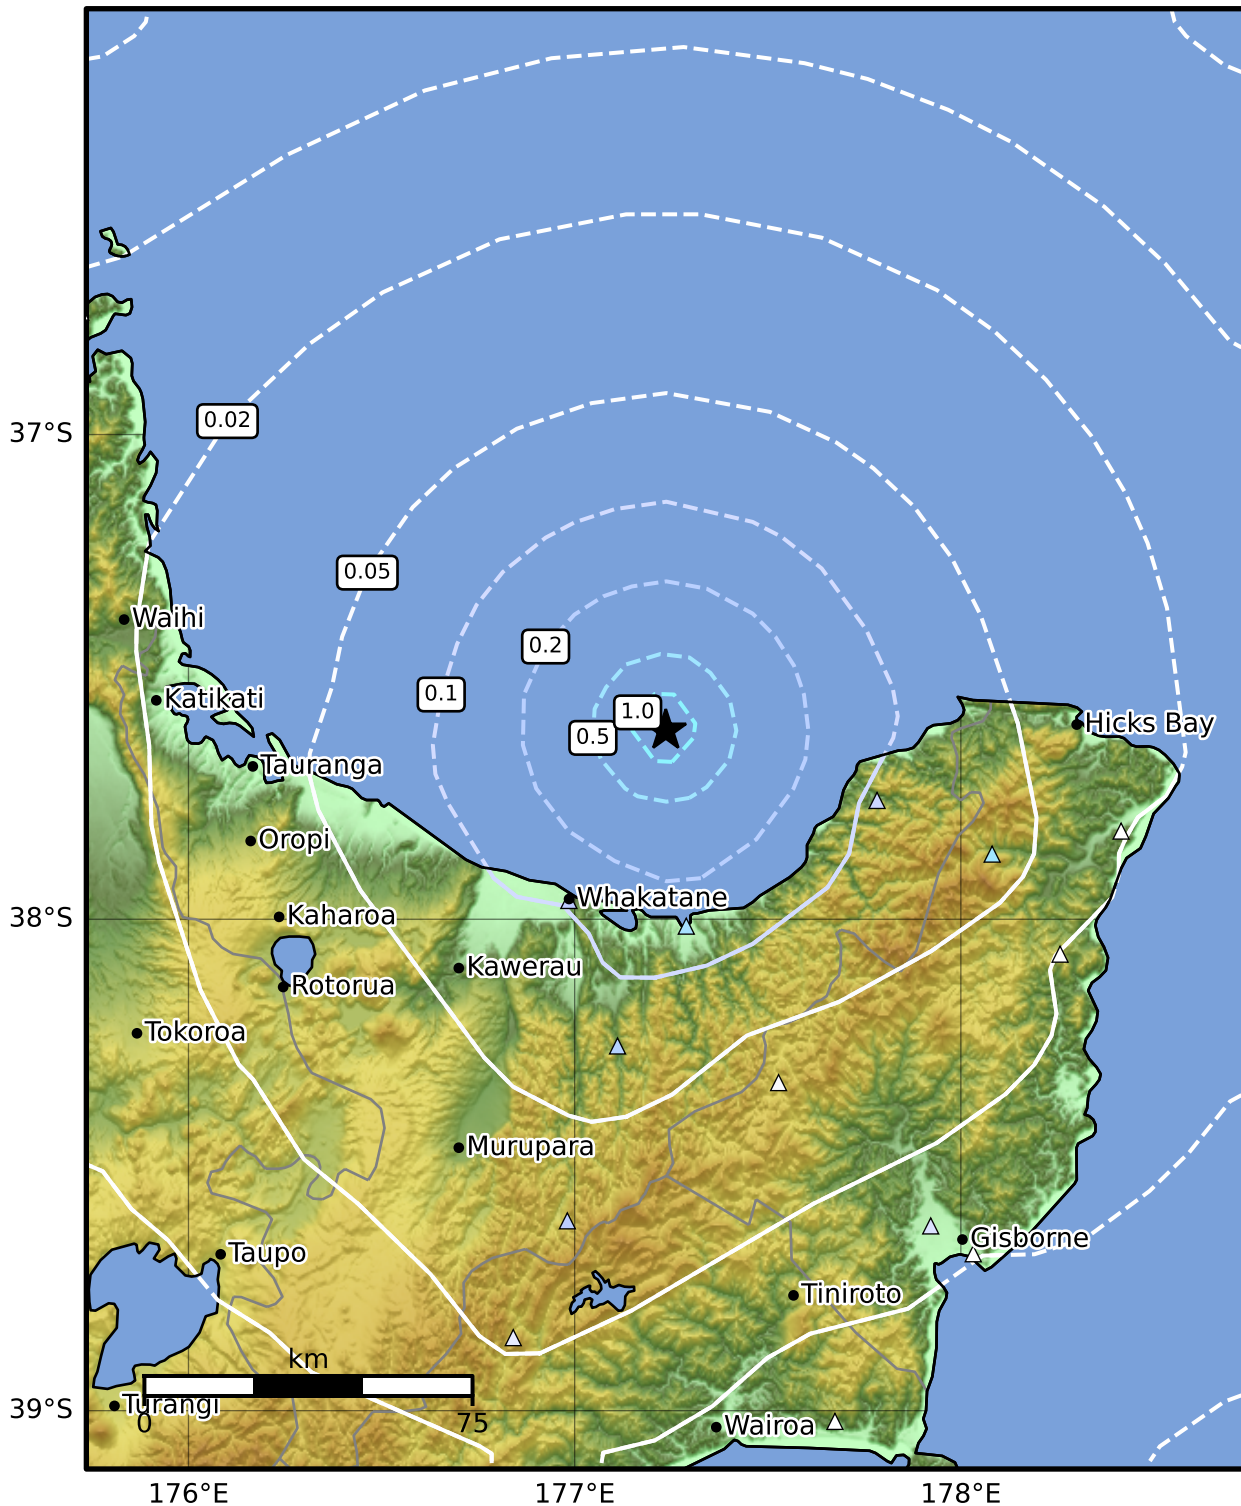 0.02
37°S
0.05
Waihi
0.2
0.1
Katikati
1.0
0.5
Hicks Bay
Tauranga
Oropi
Whakatane
38°S
Kaharoa
Kawerau
Rotorua
Tokoroa
Murupara
Gisborne
Taupo
Tiniroto
km
Turangi
39°S
0
75
Wairoa
176°E
177°E
178°E